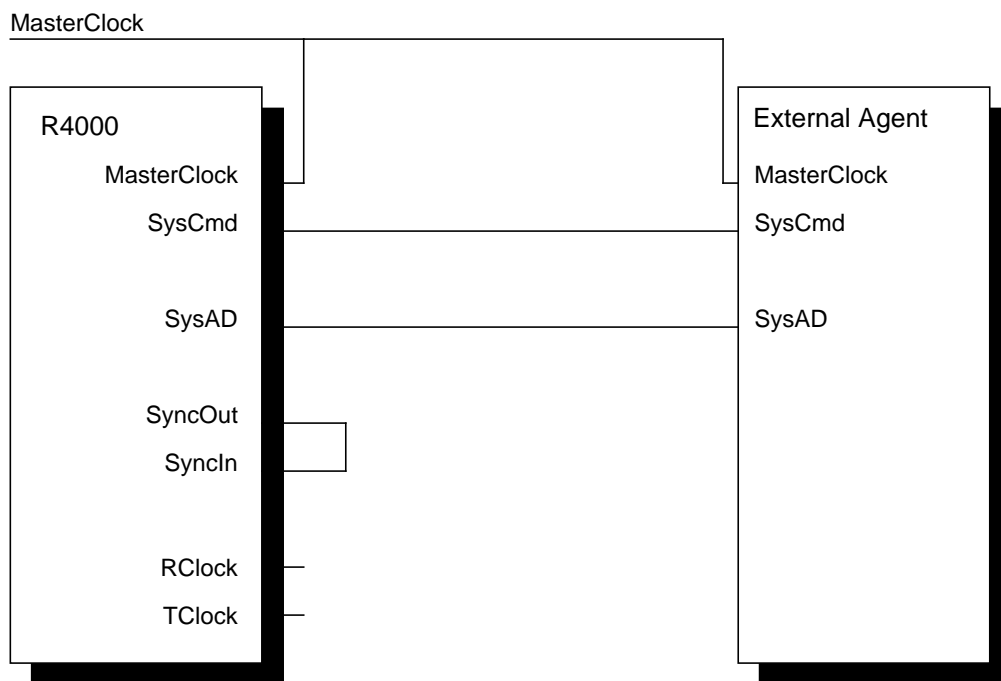 MasterClock
R4000
MasterClock
SysCmd
SysAD
SyncOut
SyncIn
RClock
TClock
External Agent
MasterClock
SysCmd
SysAD